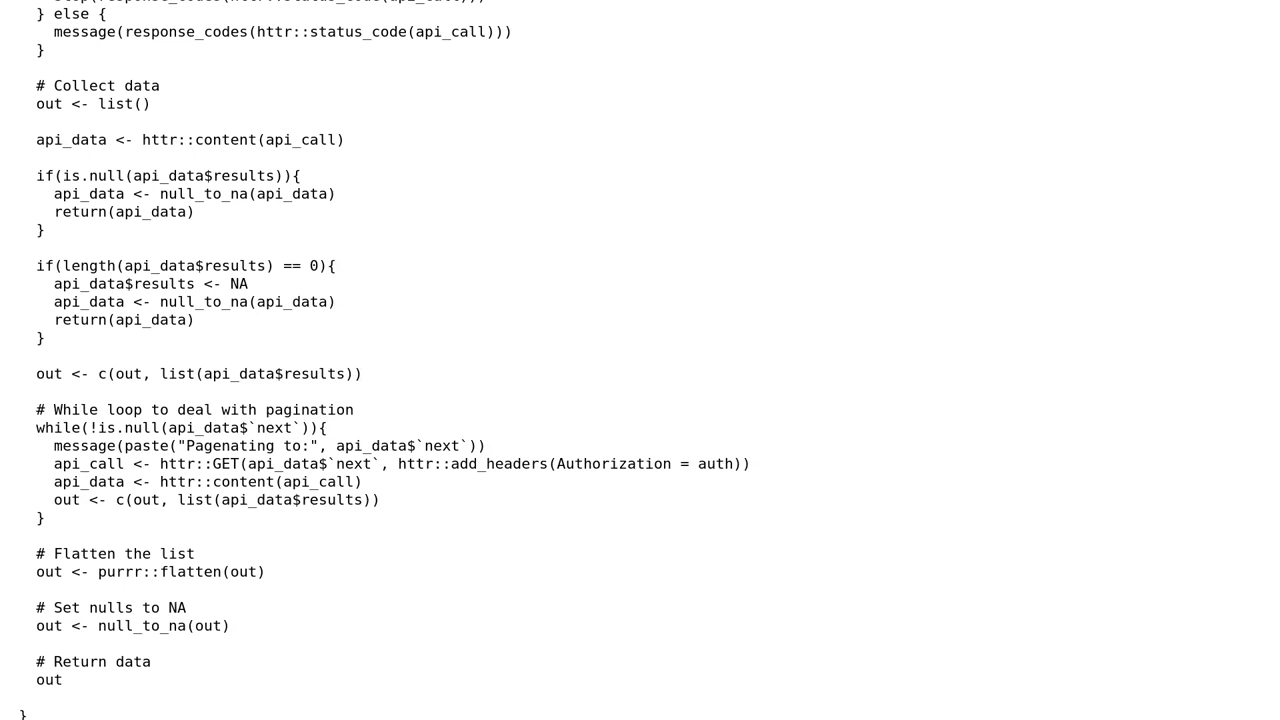 } else {
message(response_codes(httr::status_code(api_call)))
}
# Collect data
out <- list()
api_data <- httr::content(api_call)
if(is.null(api_data$results)){
api_data <- null_to_na(api_data)
return(api_data)
}
if(length(api_data$results) == 0){
api_data$results <- NA
api_data <- null_to_na(api_data)
return(api_data)
}
out <- c(out, list(api_data$results))
# While loop to deal with pagination
while(!is.null(api_data$`next`)){
message(paste("Pagenating to:", api_data$`next`))
api_call <- httr::GET(api_data$`next`, httr::add_headers(Authorization = auth))
api_data <- httr::content(api_call)
out <- c(out, list(api_data$results))
}
# Flatten the list
out <- purrr::flatten(out)
# Set nulls to NA
out <- null_to_na(out)
# Return data
out
}